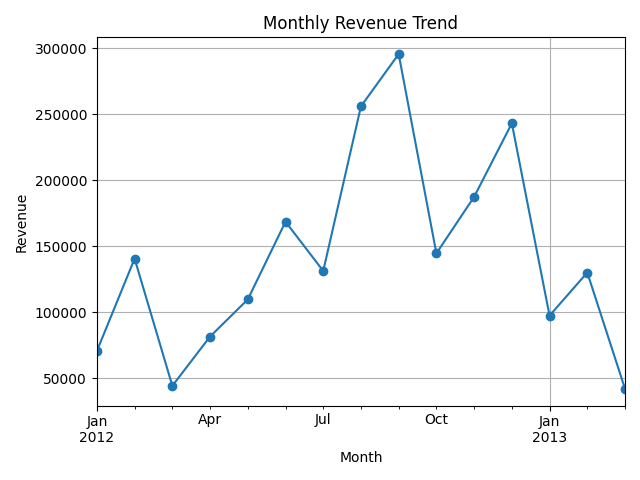 Monthly Revenue Trend
300000
250000
200000
150000
100000
50000
Revenue
Jan
2012
Apr
Jul
Oct
Jan
2013
Month